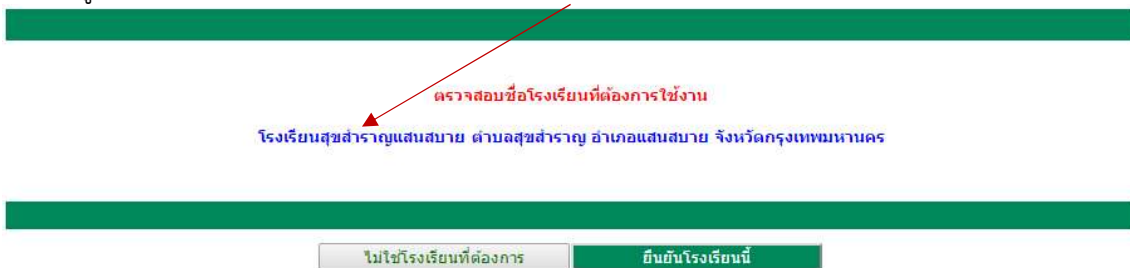 ตรวจสอบชื่อโรงเรียนที่ต้องการใช้งาน
โรงเรียนสุขสำราญแสนสบาย ตำบลสุขสำราญ อำเภอแสนสบาย จังหวัดกรุงเทพมหานคร
ไม่ใช่โรงเรียนที่ต้องการ
ยืนยันโรงเรียนนี้